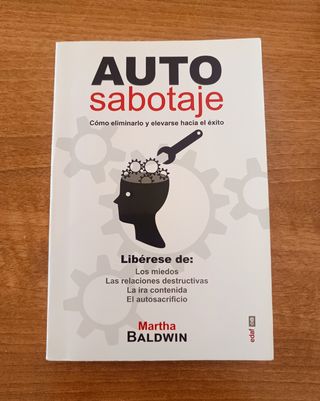 AUTO
sabotaje
Cómo eliminarlo y elevarse hacia el éxito
Libérese de:
Los miedos
Las relaciones destructivas
La ira contenida
El autosacrificio
Martha
BALDWIN
edaf